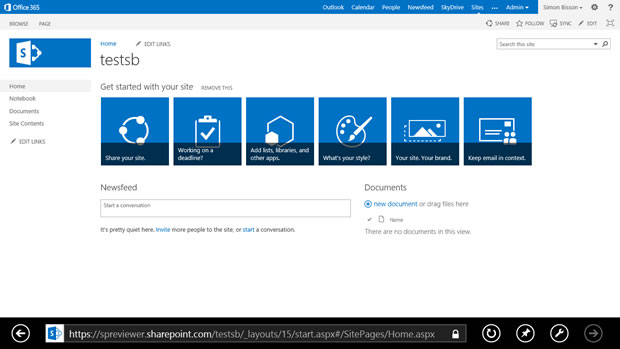 Office 365
Outlook Calendar People Newsfeed SkyDrive Sites ••• Admin Simon Bisson ?
BROWSE PAGE
SHARE FOLLOW SYNC EDIT
S
Home EDIT LINKS
Search this site
testsb
Home
Notebook
Documents
Site Contents
EDIT LINKS
Get started with your site REMOVE THIS
Share your site.
Working on a
deadline?
Add lists, libraries, and
other apps.
What's your style?
Your site. Your brand.
Keep email in context.
Newsfeed
Start a conversation
It's pretty quiet here. Invite more people to the site, or start a conversation.
Documents
new document or drag files here
Name
There are no documents in this view.
https://spreviewer.sharepoint.com/testsb/_layouts/15/start.aspx#/SitePages/Home.aspx